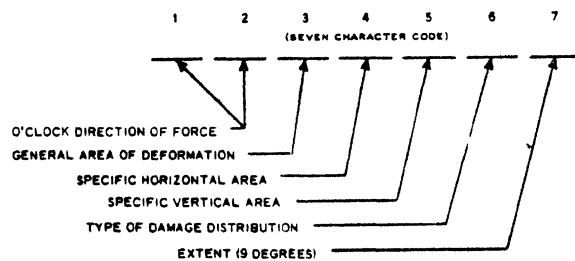 1 2 3 4 5 6 7
(SEVEN CHARACTER CODE)
O'CLOCK DIRECTION OF FORCE
GENERAL AREA OF DEFORMATION
SPECIFIC HORIZONTAL AREA
SPECIFIC VERTICAL AREA
TYPE OF DAMAGE DISTRIBUTION
EXTENT (9 DEGREES)